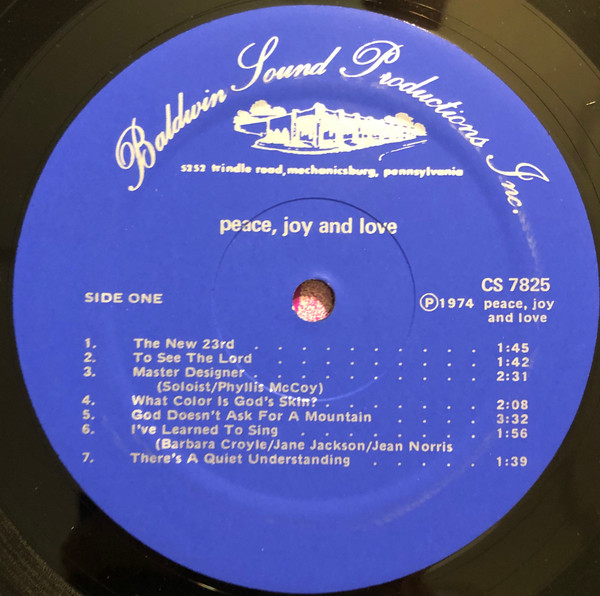 Baldwin Sound Productions, Inc.
5252 trindle road, mechanicsburg, pennsylvania
peace, joy and love
SIDE ONE
CS 7825
Ⓟ1974 peace, joy
and love
1. The New 23rd . . . . . . . . . . . 1:45
2. To See The Lord . . . . . . . . . . 1:42
3. Master Designer . . . . . . . . . . 2:31
(Soloist/Phyllis McCoy)
4. What Color Is God's Skin? . . . . . . . 2:08
5. God Doesn't Ask For A Mountain . . . . . 3:32
6. I've Learned To Sing . . . . . . . . . 1:56
(Barbara Croyle/Jane Jackson/Jean Norris
7. There's A Quiet Understanding . . . . . 1:39